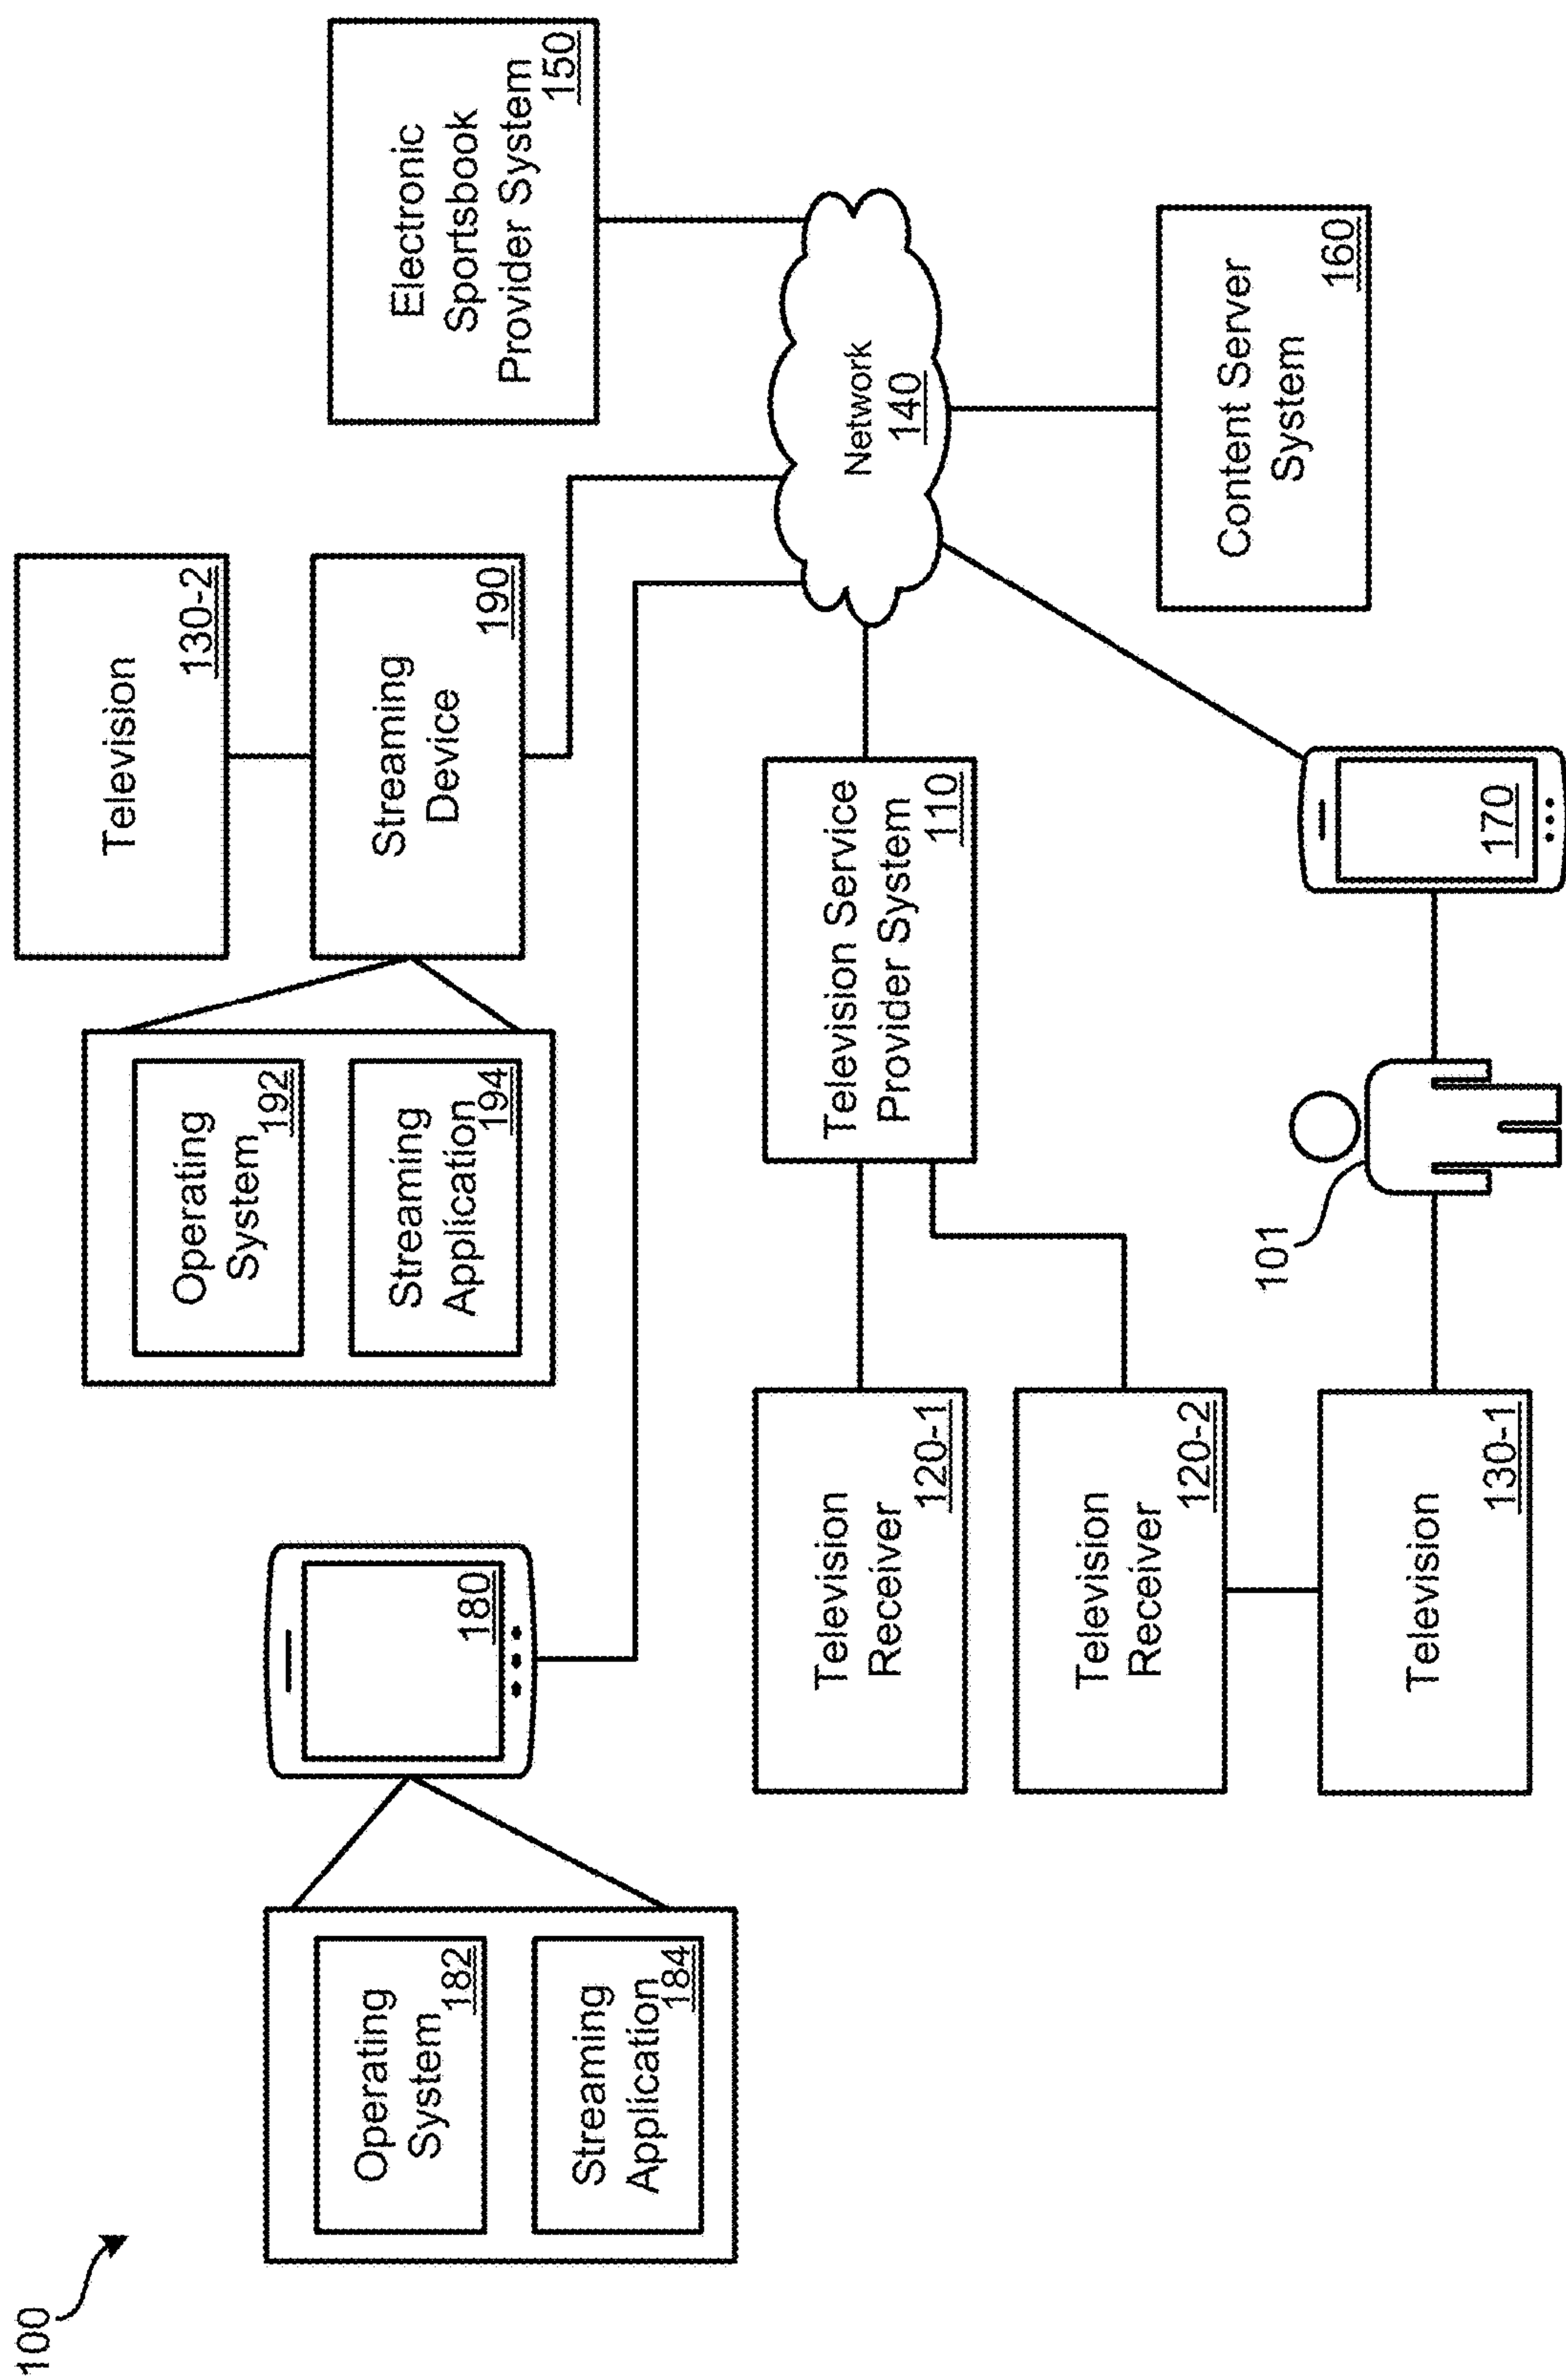 100
Operating
System
182
Streaming
Application
184
180
Operating
System
192
Streaming
Application
194
Television
130-2
Streaming
Device
190
Electronic
Sportsbook
Provider System
150
Network
140
Television Service
Provider System
110
Television
Receiver
120-1
Television
Receiver
120-2
Television
130-1
101
170
Content Server
System
160